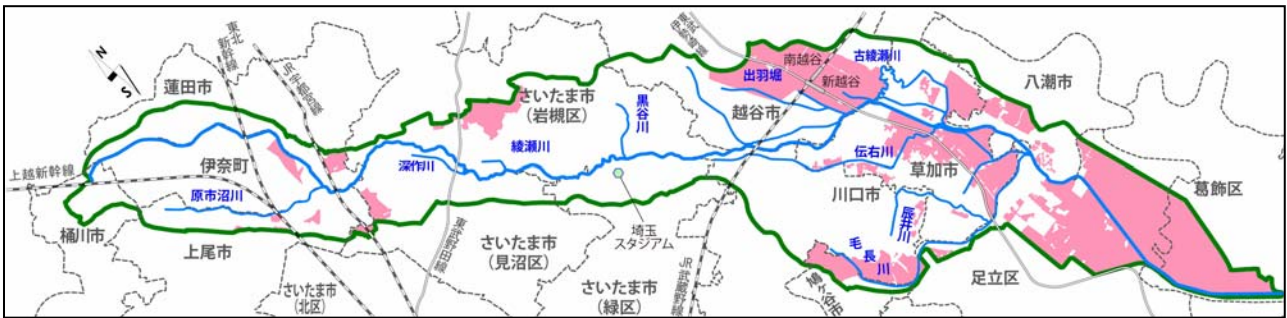 N
S
蓮田市
東北
新幹線
JR宇都宮線
さいたま市
(岩槻区)
黒谷川
東武
伊勢崎線
南越谷
出羽堀
新越谷
古綾瀬川
八潮市
越谷市
上越新幹線
伊奈町
原市沼川
深作川
綾瀬川
伝右川
草加市
川口市
葛飾区
桶川市
上尾市
さいたま市
(北区)
東武野田線
さいたま市
(見沼区)
埼玉
スタジアム
さいたま市
(緑区)
JR武蔵野線
鳩ヶ谷市
毛長川
辰井川
足立区